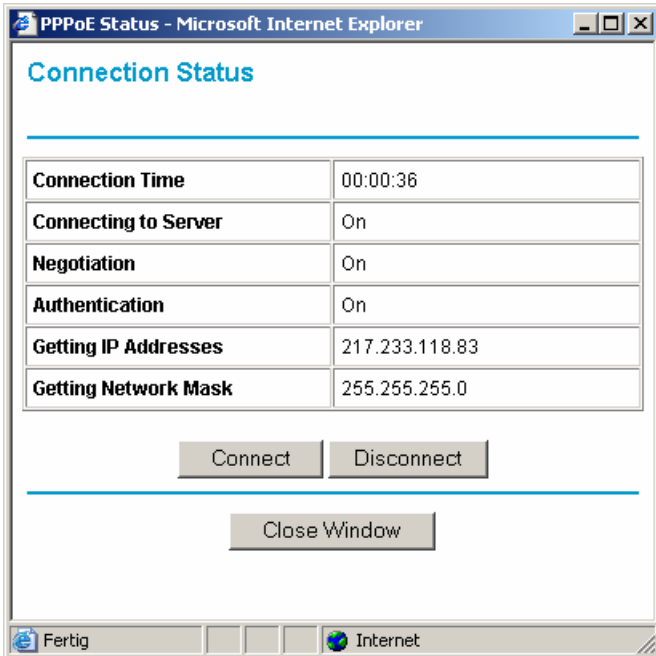 PPPoE Status - Microsoft Internet Explorer
Connection Status
Connection Time 00:00:36
Connecting to Server On
Negotiation On
Authentication On
Getting IP Addresses 217.233.118.83
Getting Network Mask 255.255.255.0
Connect Disconnect
Close Window
Fertig Internet